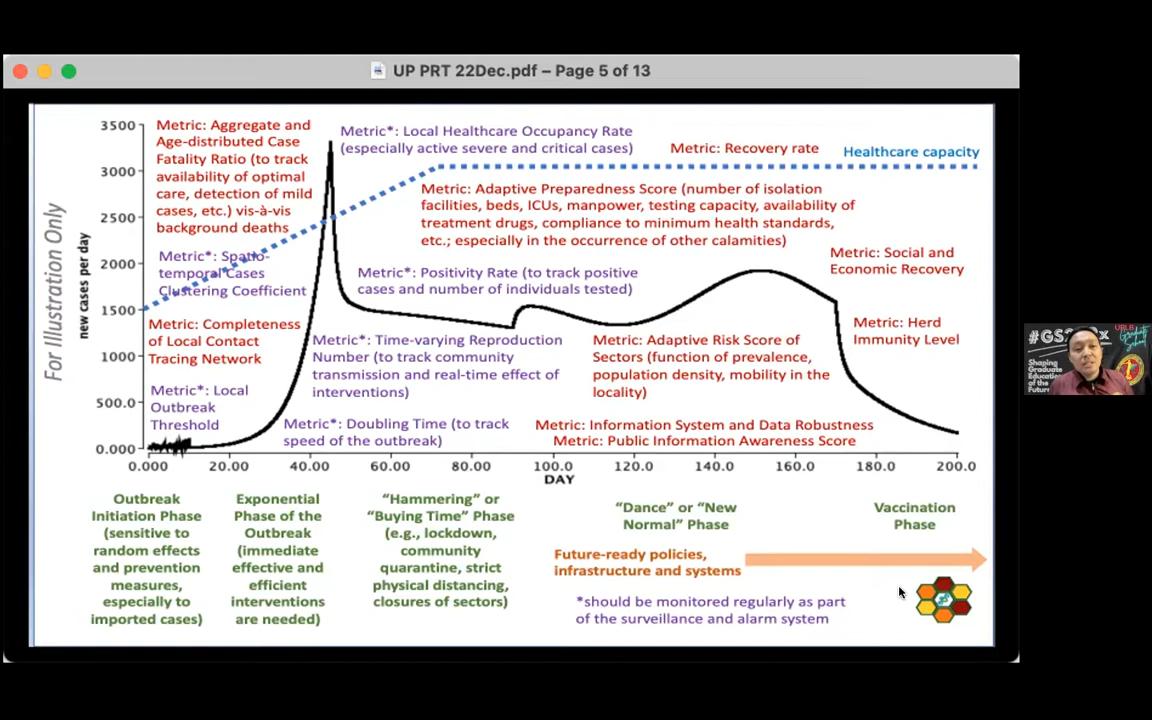 UP PRT 22Dec.pdf – Page 5 of 13
For Illustration Only
new cases per day
3500
3000
2500
2000
1500
1000
500.0
0.000
Metric: Aggregate and
Age-distributed Case
Fatality Ratio (to track
availability of optimal
care, detection of mild
cases, etc.) vis-à-vis
background deaths
Metric*: Spatio-
temporal Cases
Clustering Coefficient
Metric: Completeness
of Local Contact
Tracing Network
Metric*: Local
Outbreak
Threshold
Metric*: Local Healthcare Occupancy Rate
(especially active severe and critical cases)
Metric: Recovery rate
Healthcare capacity
Metric: Adaptive Preparedness Score (number of isolation
facilities, beds, ICUs, manpower, testing capacity, availability of
treatment drugs, compliance to minimum health standards,
etc.; especially in the occurrence of other calamities)
Metric: Social and
Economic Recovery
Metric*: Positivity Rate (to track positive
cases and number of individuals tested)
Metric: Herd
Immunity Level
Metric*: Time-varying Reproduction
Number (to track community
transmission and real-time effect of
interventions)
Metric: Adaptive Risk Score of
Sectors (function of prevalence,
population density, mobility in the
locality)
Metric*: Doubling Time (to track
speed of the outbreak)
Metric: Information System and Data Robustness
Metric: Public Information Awareness Score
0.000 20.00 40.00 60.00 80.00 100.0 120.0 140.0 160.0 180.0 200.0
DAY
Outbreak
Initiation Phase
(sensitive to
random effects
and prevention
measures,
especially to
imported cases)
Exponential
Phase of the
Outbreak
(immediate
effective and
efficient
interventions
are needed)
“Hammering” or
“Buying Time” Phase
(e.g., lockdown,
community
quarantine, strict
physical distancing,
closures of sectors)
“Dance” or “New
Normal” Phase
Vaccination
Phase
Future-ready policies,
infrastructure and systems
*should be monitored regularly as part
of the surveillance and alarm system
Shaping
Graduate
Education
of the
Future
UPLB
Graduate
School